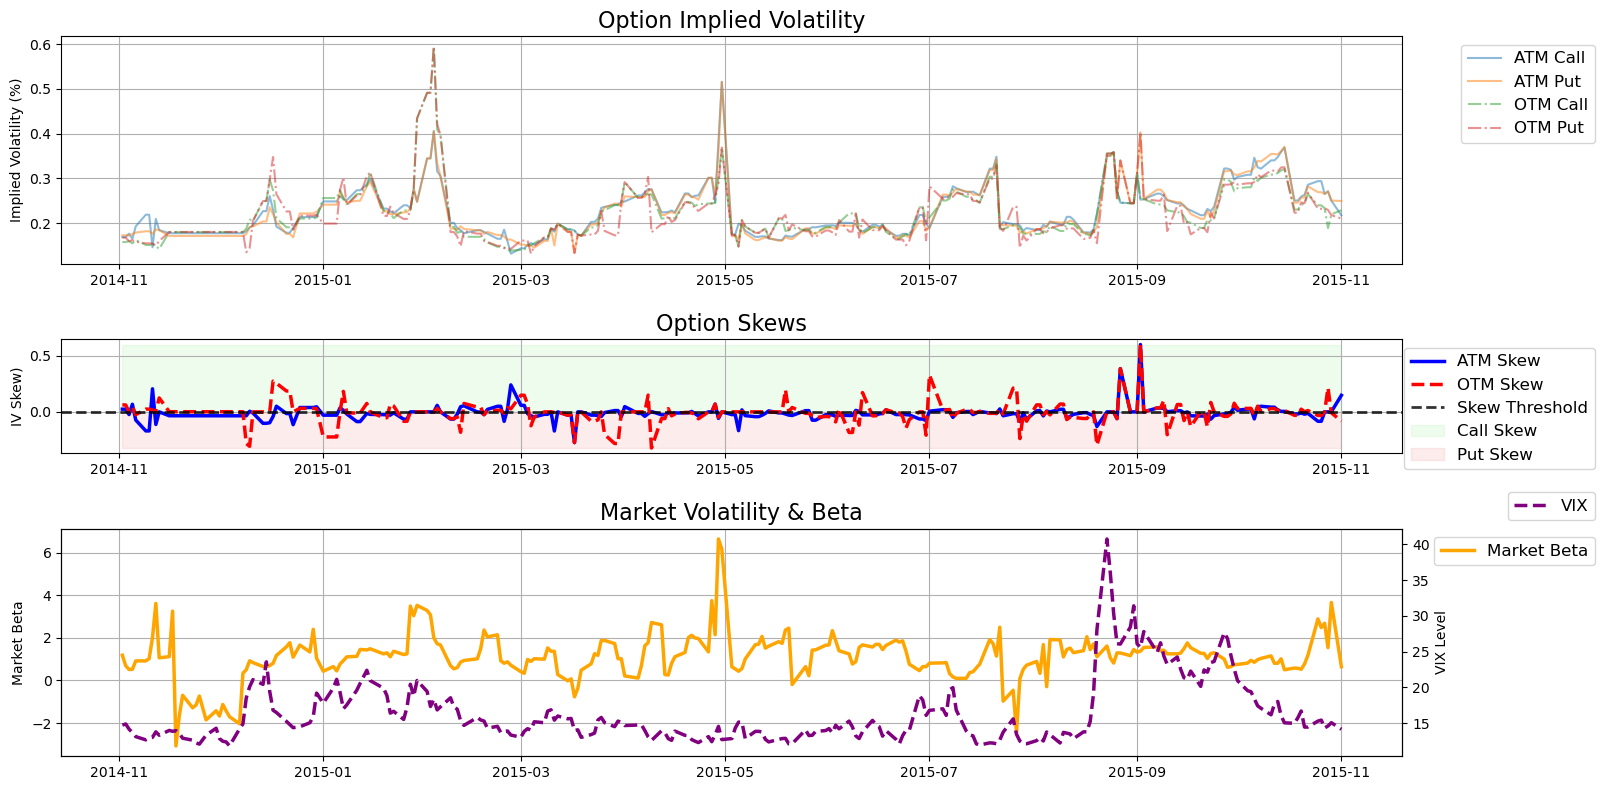 Option Implied Volatility
Implied Volatility (%)
0.6
0.5
0.4
0.3
0.2
2014-11
2015-01
2015-03
2015-05
2015-07
2015-09
2015-11
ATM Call
ATM Put
OTM Call
OTM Put
Option Skews
IV Skew)
0.5
0.0
2014-11
2015-01
2015-03
2015-05
2015-07
2015-09
2015-11
ATM Skew
OTM Skew
Skew Threshold
Call Skew
Put Skew
Market Volatility & Beta
Market Beta
6
4
2
0
−2
2014-11
2015-01
2015-03
2015-05
2015-07
2015-09
2015-11
40
35
30
25
20
15
VIX Level
VIX
Market Beta